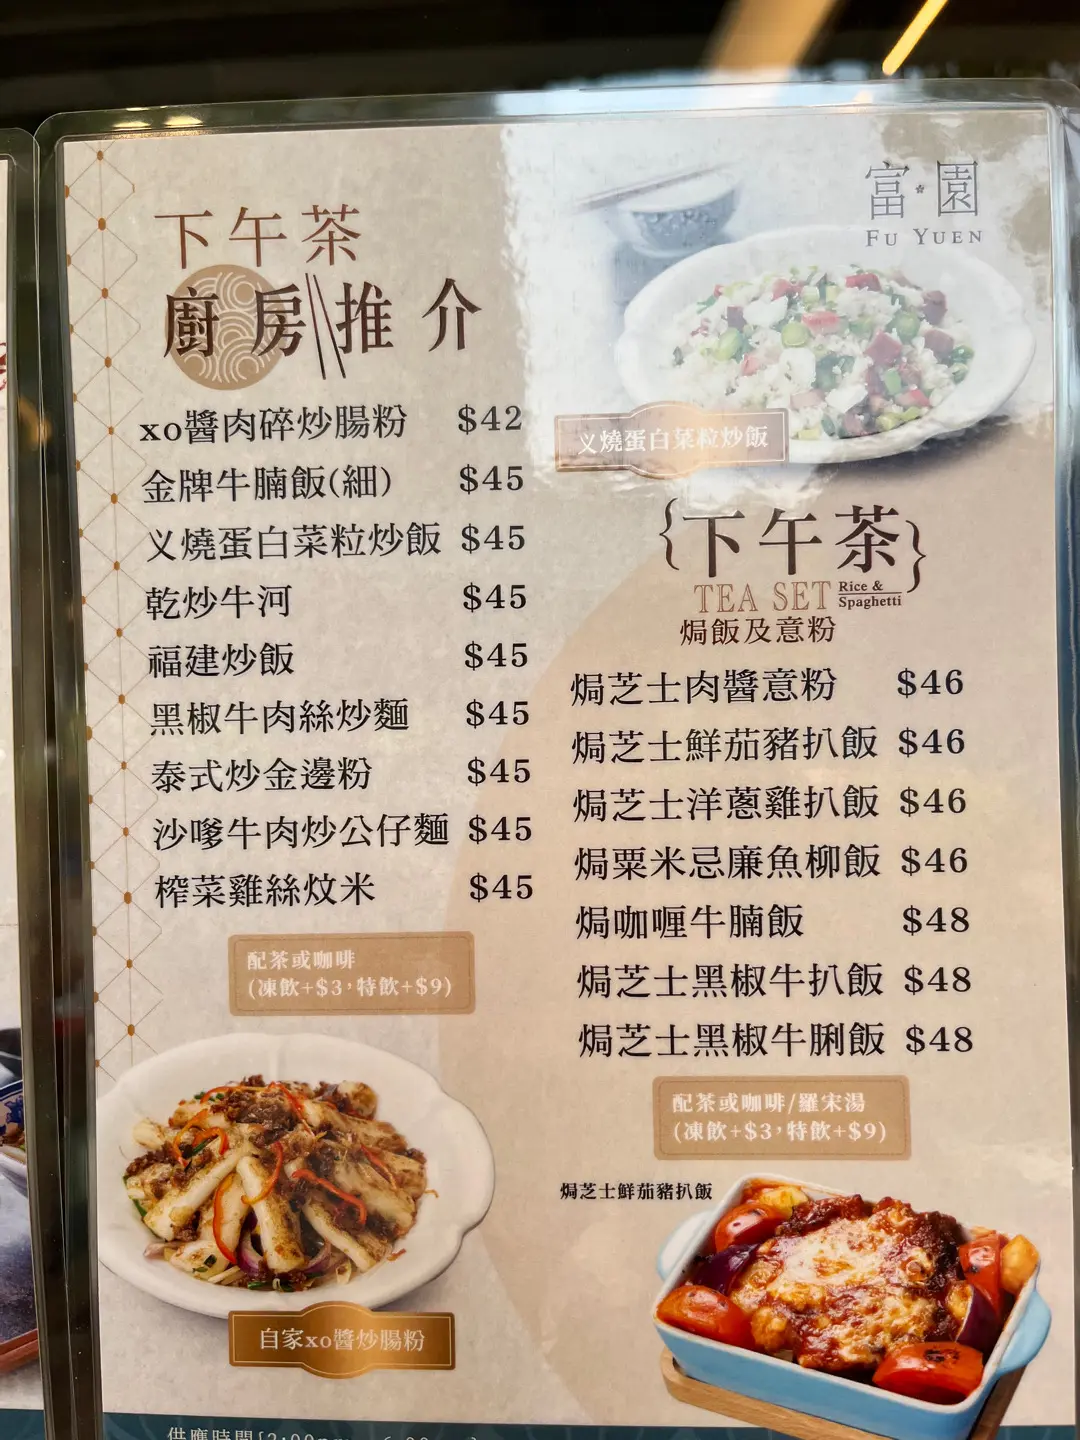 下午茶
廚房推介
xo醬肉碎炒腸粉 $42
金牌牛腩飯(細) $45
义燒蛋白菜粒炒飯 $45
乾炒牛河 $45
福建炒飯 $45
黑椒牛肉絲炒麵 $45
泰式炒金邊粉 $45
沙嗲牛肉炒公仔麵 $45
榨菜雞絲炆米 $45
配茶或咖啡
(凍飲+$3，特飲+$9)
自家xo醬炒腸粉
供應時間
富·園
FU YUEN
义燒蛋白菜粒炒飯
{下午茶}
TEA SET Rice & Spaghetti
焗飯及意粉
焗芝士肉醬意粉 $46
焗芝士鮮茄豬扒飯 $46
焗芝士洋蔥雞扒飯 $46
焗粟米忌廉魚柳飯 $46
焗咖喱牛腩飯 $48
焗芝士黑椒牛扒飯 $48
焗芝士黑椒牛脷飯 $48
配茶或咖啡/羅宋湯
(凍飲+$3，特飲+$9)
焗芝士鮮茄豬扒飯